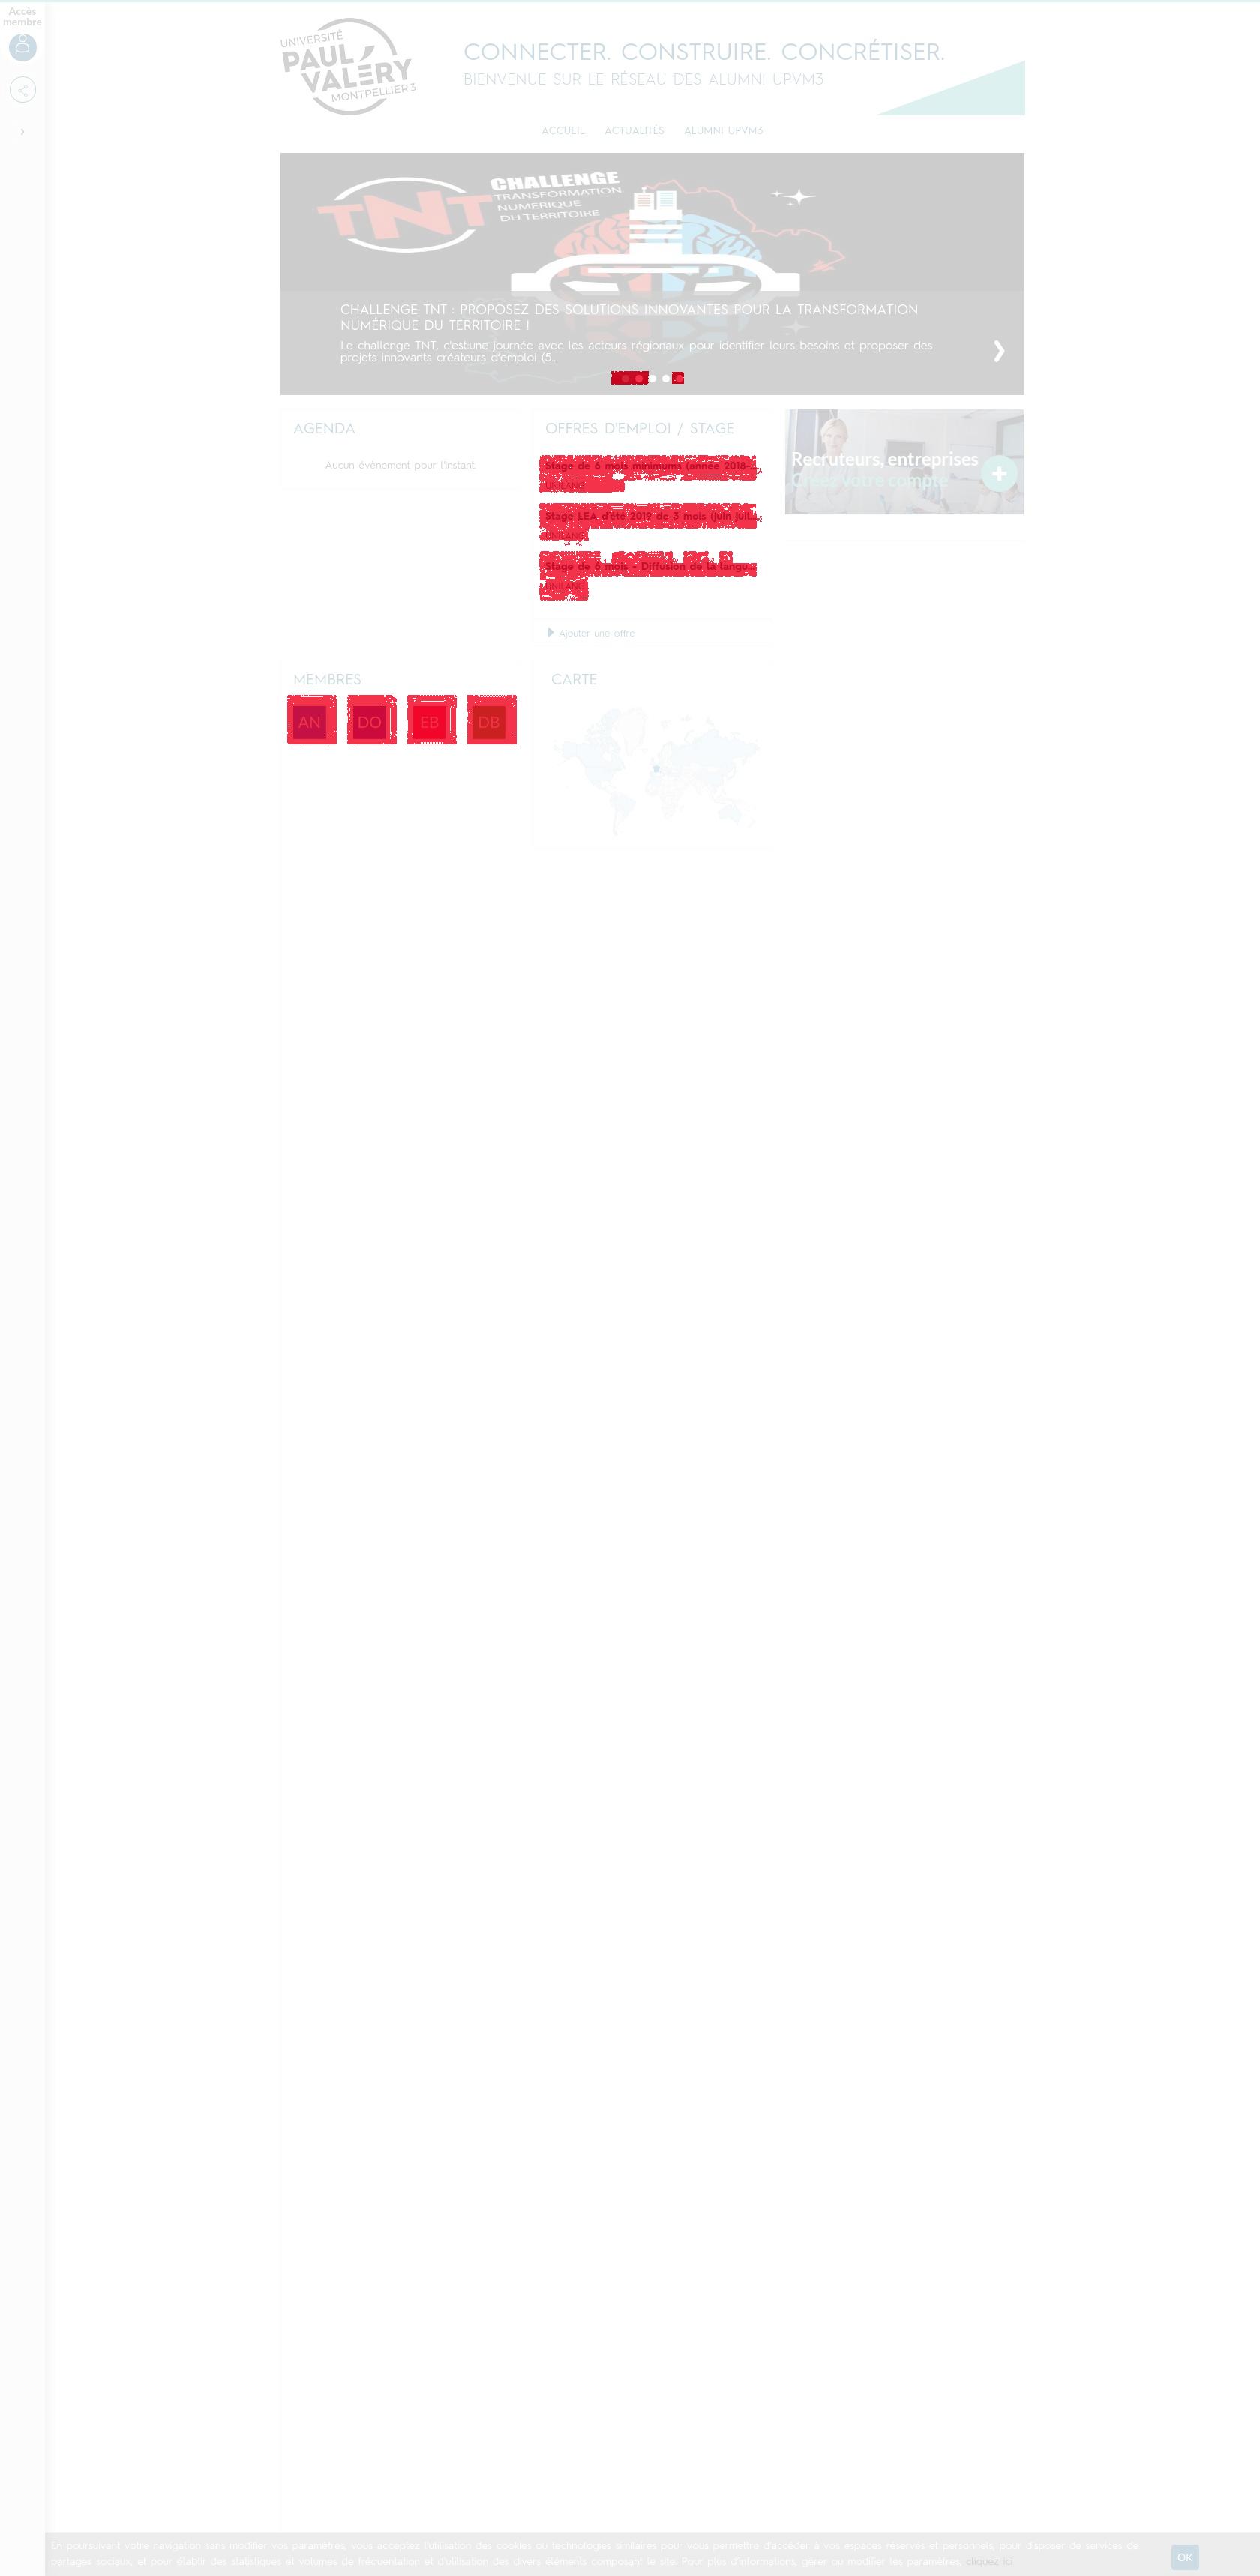 Accès
membre
UNIVERSITÉ
PAUL
VALÉRY
MONTPELLIER 3
CONNECTER. CONSTRUIRE. CONCRÉTISER.
BIENVENUE SUR LE RÉSEAU DES ALUMNI UPVM3
ACCUEIL ACTUALITÉS ALUMNI UPVM3
TNT CHALLENGE
TRANSFORMATION
NUMERIQUE
DU TERRITOIRE
CHALLENGE TNT : PROPOSEZ DES SOLUTIONS INNOVANTES POUR LA TRANSFORMATION
NUMÉRIQUE DU TERRITOIRE !
Le challenge TNT, c'est:une journée avec les acteurs régionaux pour identifier leurs besoins et proposer des
projets innovants créateurs d'emploi (5...
AGENDA
Aucun événement pour l'instant
OFFRES D'EMPLOI / STAGE
Stage de 6 mois minimums (année 2018-...
UNILANG
Stage LEA d'été 2019 de 3 mois (juin juil...
UNILANG
Stage de 6 mois - Diffusion de la langu...
UNILANG
Ajouter une offre
Recruteurs, entreprises
Créez votre compte
MEMBRES
AN DO EB DB
CARTE
En poursuivant votre navigation sans modifier vos paramètres, vous acceptez l'utilisation des cookies ou technologies similaires pour vous permettre d'accéder à vos espaces réservés et personnels, pour disposer de services de
partages sociaux, et pour établir des statistiques et volumes de fréquentation et d'utilisation des divers éléments composant le site. Pour plus d'informations, gérer ou modifier les paramètres, cliquez ici
OK